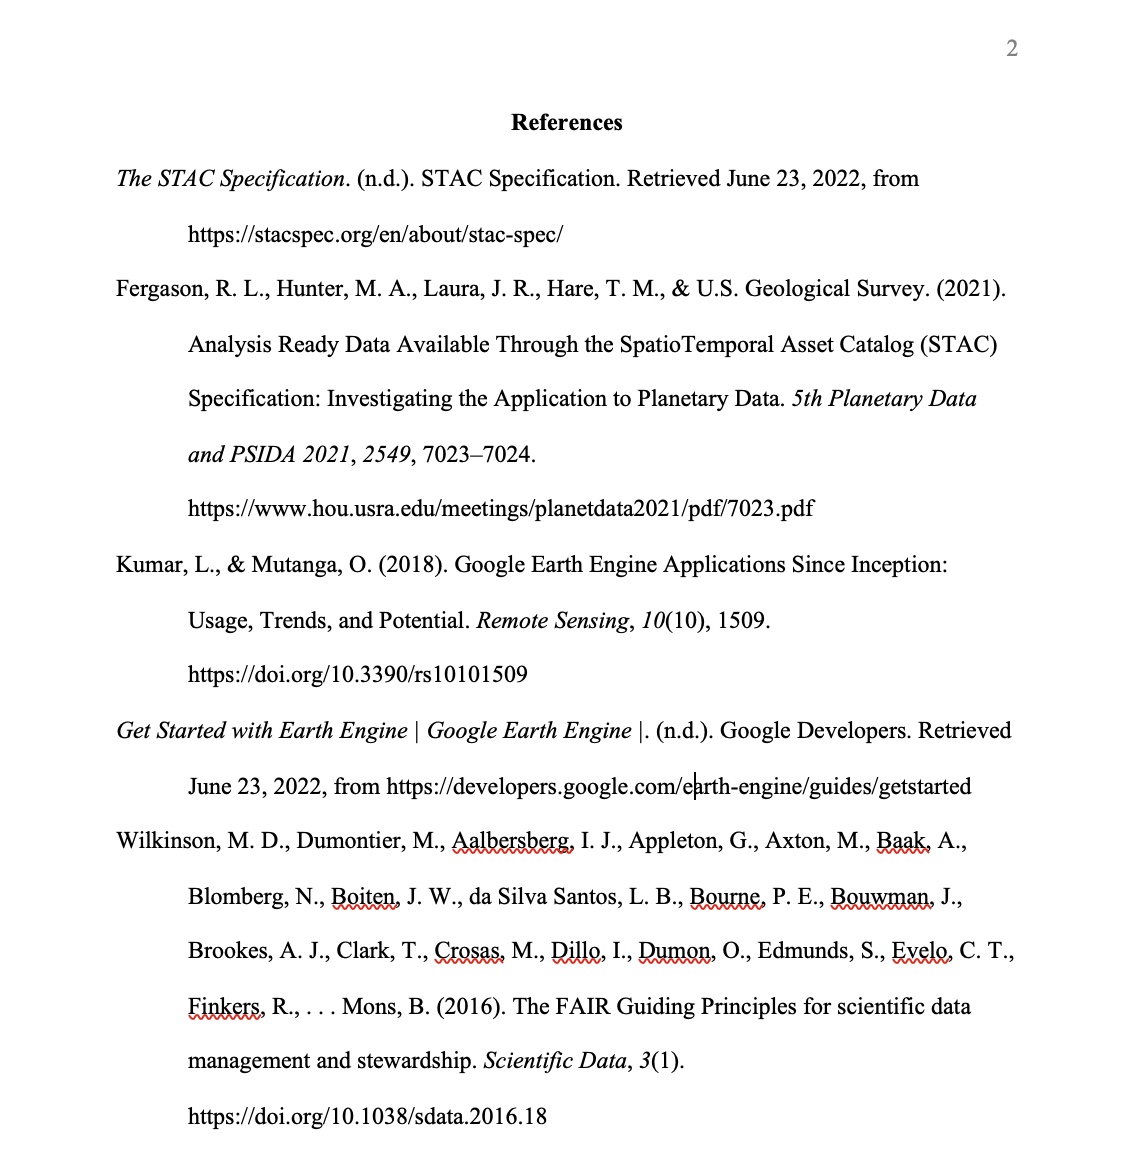 2
References
The STAC Specification. (n.d.). STAC Specification. Retrieved June 23, 2022, from
https://stacspec.org/en/about/stac-spec/
Fergason, R. L., Hunter, M. A., Laura, J. R., Hare, T. M., & U.S. Geological Survey. (2021).
Analysis Ready Data Available Through the SpatioTemporal Asset Catalog (STAC)
Specification: Investigating the Application to Planetary Data. 5th Planetary Data
and PSIDA 2021, 2549, 7023–7024.
https://www.hou.usra.edu/meetings/planetdata2021/pdf/7023.pdf
Kumar, L., & Mutanga, O. (2018). Google Earth Engine Applications Since Inception:
Usage, Trends, and Potential. Remote Sensing, 10(10), 1509.
https://doi.org/10.3390/rs10101509
Get Started with Earth Engine | Google Earth Engine |. (n.d.). Google Developers. Retrieved
June 23, 2022, from https://developers.google.com/earth-engine/guides/getstarted
Wilkinson, M. D., Dumontier, M., Aalbersberg, I. J., Appleton, G., Axton, M., Baak, A.,
Blomberg, N., Boiten, J. W., da Silva Santos, L. B., Bourne, P. E., Bouwman, J.,
Brookes, A. J., Clark, T., Crosas, M., Dillo, I., Dumon, O., Edmunds, S., Evelo, C. T.,
Finkers, R., . . . Mons, B. (2016). The FAIR Guiding Principles for scientific data
management and stewardship. Scientific Data, 3(1).
https://doi.org/10.1038/sdata.2016.18